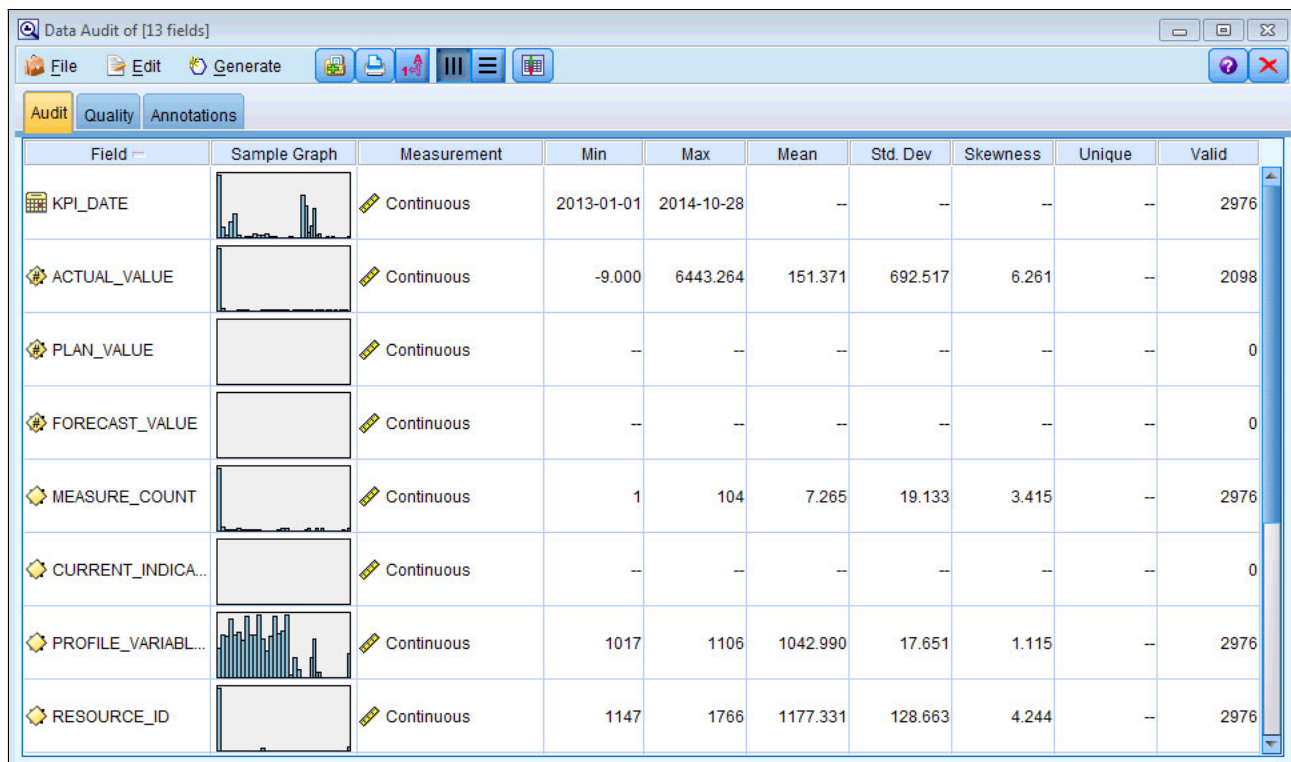 Data Audit of [13 fields]
File Edit Generate
Audit Quality Annotations
Field Sample Graph Measurement Min Max Mean Std. Dev Skewness Unique Valid
KPI_DATE Continuous 2013-01-01 2014-10-28 -- -- -- -- 2976
ACTUAL_VALUE Continuous -9.000 6443.264 151.371 692.517 6.261 -- 2098
PLAN_VALUE Continuous -- -- -- -- -- -- 0
FORECAST_VALUE Continuous -- -- -- -- -- -- 0
MEASURE_COUNT Continuous 1 104 7.265 19.133 3.415 -- 2976
CURRENT_INDICA... Continuous -- -- -- -- -- -- 0
PROFILE_VARIABL... Continuous 1017 1106 1042.990 17.651 1.115 -- 2976
RESOURCE_ID Continuous 1147 1766 1177.331 128.663 4.244 -- 2976